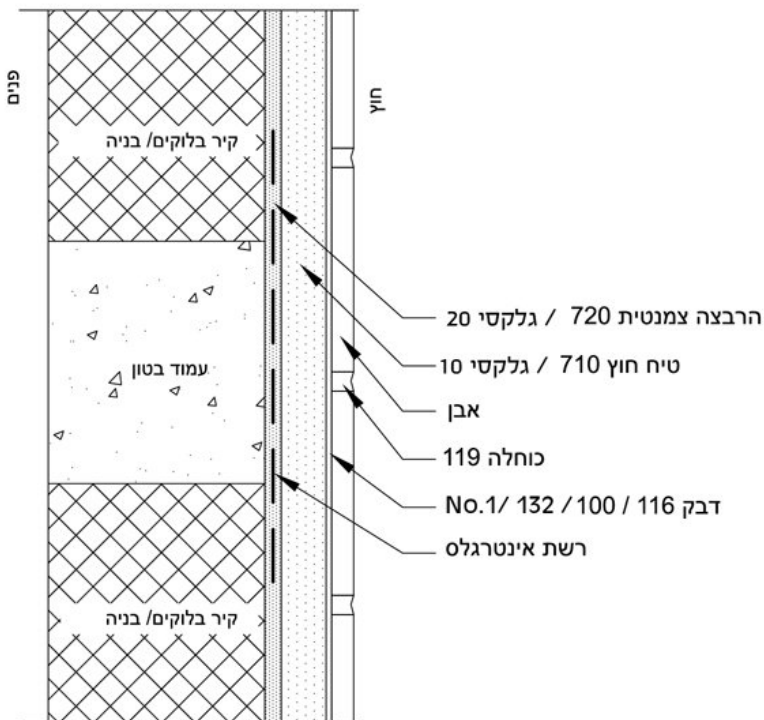 פנים
חוץ
קיר בלוקים/ בניה
הרבצה צמנטית 720 / גלקסי 20
טיח חוץ 710 / גלקסי 10
עמוד בטון
אבן
כוחלה 119
דבק 116 / 100 / 132 /No.1
רשת אינטרגלס
קיר בלוקים/ בניה